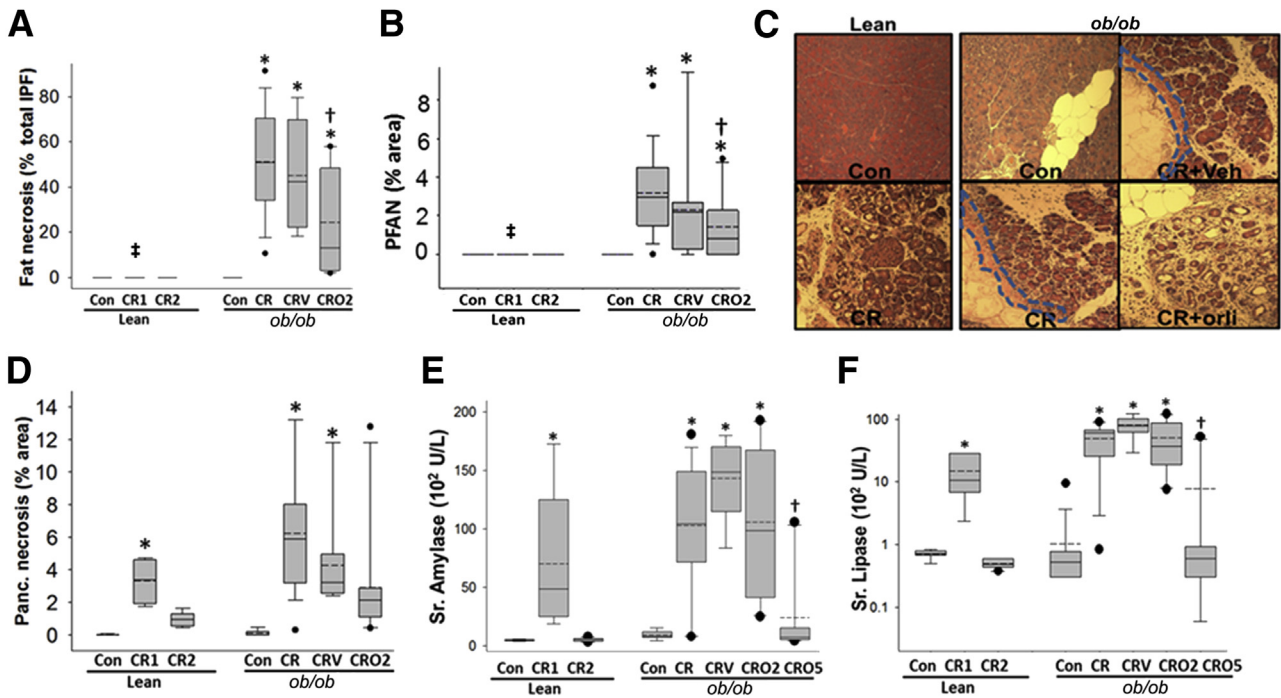 A
Fat necrosis (% total IPF)
80
60
40
20
0
* * † *
‡
Con CR1 CR2 Con CR CRV CRO2
Lean ob/ob
B
PFAN (% area)
8
6
4
2
0
* * † *
‡
Con CR1 CR2 Con CR CRV CRO2
Lean ob/ob
C
Lean ob/ob
Con Con CR+Veh
CR CR CR+orli
D
Panc. necrosis (% area)
14
12
10
8
6
4
2
0
* * *
Con CR1 CR2 Con CR CRV CRO2
Lean ob/ob
E
Sr. Amylase (10² U/L)
200
150
100
50
0
* * * * †
Con CR1 CR2 Con CR CRV CRO2 CRO5
Lean ob/ob
F
Sr. Lipase (10² U/L)
100
10
1
0.1
* * * * †
Con CR1 CR2 Con CR CRV CRO2 CRO5
Lean ob/ob